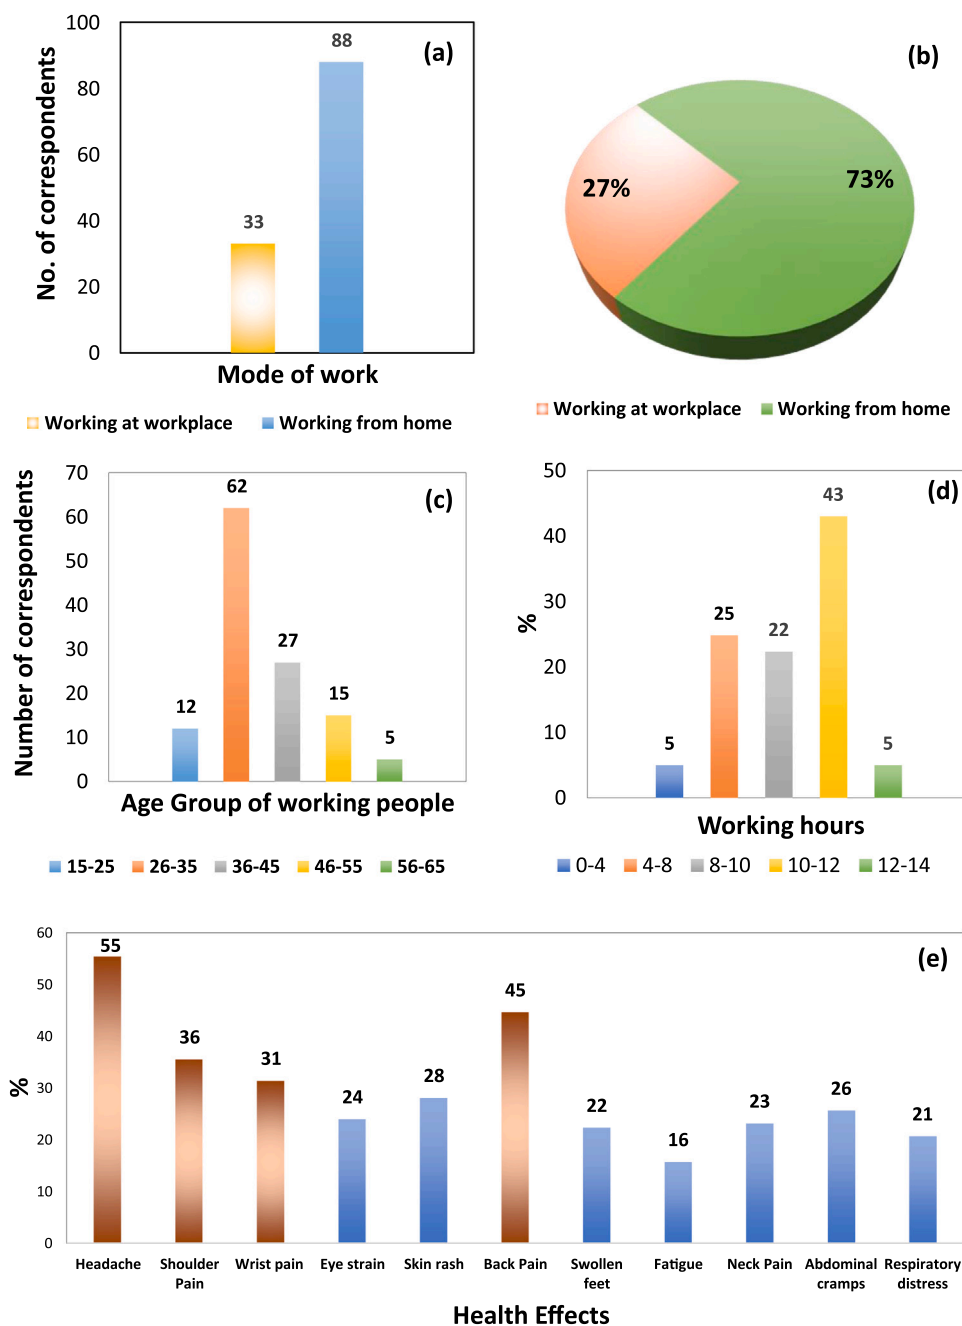 (a)
No. of correspondents
100
80
60
40
20
0
33
88
Mode of work
Working at workplace
Working from home
(b)
27%
73%
Working at workplace
Working from home
(c)
Number of correspondents
70
60
50
40
30
20
10
0
12
62
27
15
5
Age Group of working people
15-25
26-35
36-45
46-55
56-65
(d)
%
50
40
30
20
10
0
5
25
22
43
5
Working hours
0-4
4-8
8-10
10-12
12-14
(e)
%
60
50
40
30
20
10
0
55
36
31
24
28
45
22
16
23
26
21
Headache
Shoulder
Pain
Wrist pain
Eye strain
Skin rash
Back Pain
Swollen
feet
Fatigue
Neck Pain
Abdominal
cramps
Respiratory
distress
Health Effects